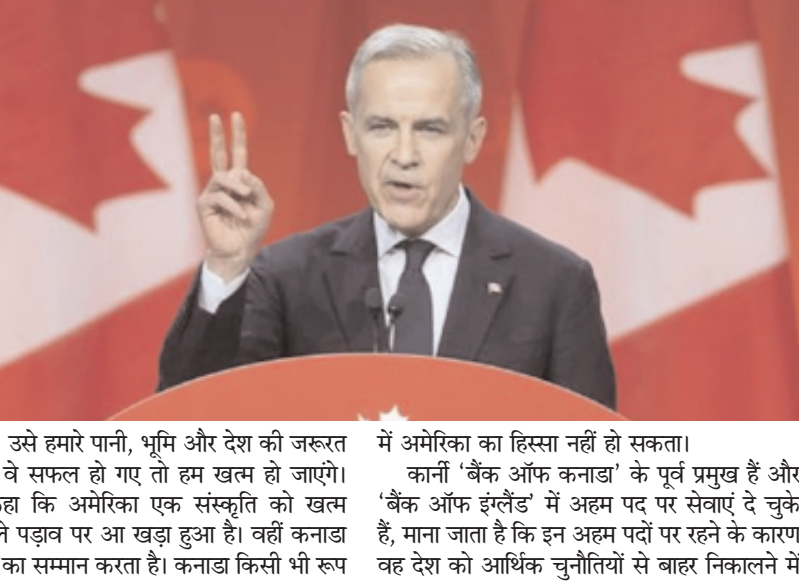 उसे हमारे पानी, भूमि और देश की जरूरत
वे सफल हो गए तो हम खत्म हो जाएंगे।
कि अमेरिका एक संस्कृति को खत्म
पड़ाव पर आ खड़ा हुआ है। वहीं कनाडा
का सम्मान करता है। कनाडा किसी भी रूप
में अमेरिका का हिस्सा नहीं हो सकता।
कार्नी ‘बैंक ऑफ कनाडा’ के पूर्व प्रमुख हैं और
‘बैंक ऑफ इंग्लैंड’ में अहम पद पर सेवाएं दे चुके
हैं, माना जाता है कि इन अहम पदों पर रहने के कारण
वह देश को आर्थिक चुनौतियों से बाहर निकालने में